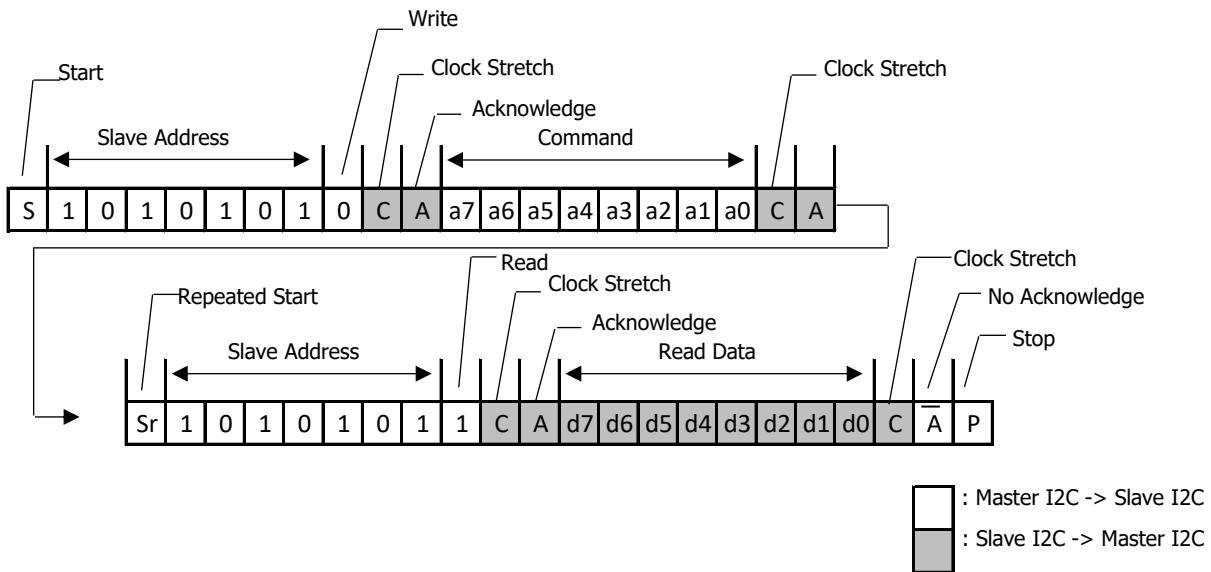 Write
Start
Clock Stretch
Clock Stretch
Acknowledge
Slave Address
Command
S 1 0 1 0 1 0 1 0 C A a7 a6 a5 a4 a3 a2 a1 a0 C A
Read
Clock Stretch
Clock Stretch
Repeated Start
No Acknowledge
Acknowledge
Stop
Slave Address
Read Data
Sr 1 0 1 0 1 0 1 1 C A d7 d6 d5 d4 d3 d2 d1 d0 C A̅ P
: Master I2C -> Slave I2C
: Slave I2C -> Master I2C